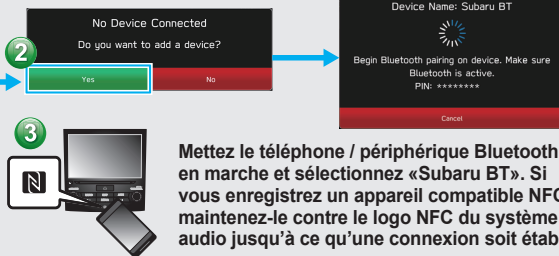 Device Name: Subaru BT
No Device Connected
Do you want to add a device?
2
Yes
No
Begin Bluetooth pairing on device. Make sure
Bluetooth is active.
PIN: ********
Cancel
3
Mettez le téléphone / périphérique Bluetooth
en marche et sélectionnez «Subaru BT». Si
vous enregistrez un appareil compatible NFC
maintenez-le contre le logo NFC du système
audio jusqu’à ce qu’une connexion soit étab